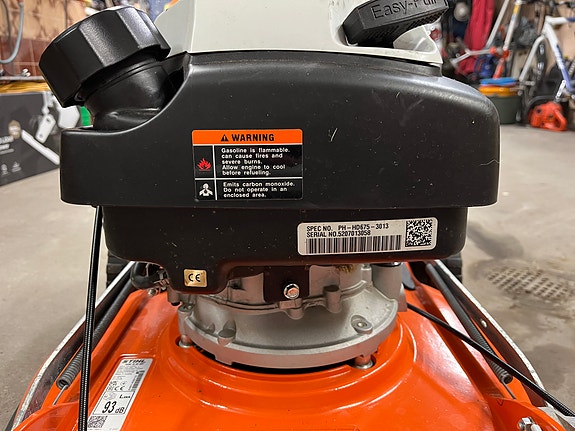 Easy-Pull
WARNING
Gasoline is flammable.
can cause fires and
severe burns.
Allow engine to cool
before refueling.
Emits carbon monoxide.
Do not operate in an
enclosed area.
SPEC NO. PH-HD675-3013
SERIAL NO.5207013058
CE
STIHL
93 dB